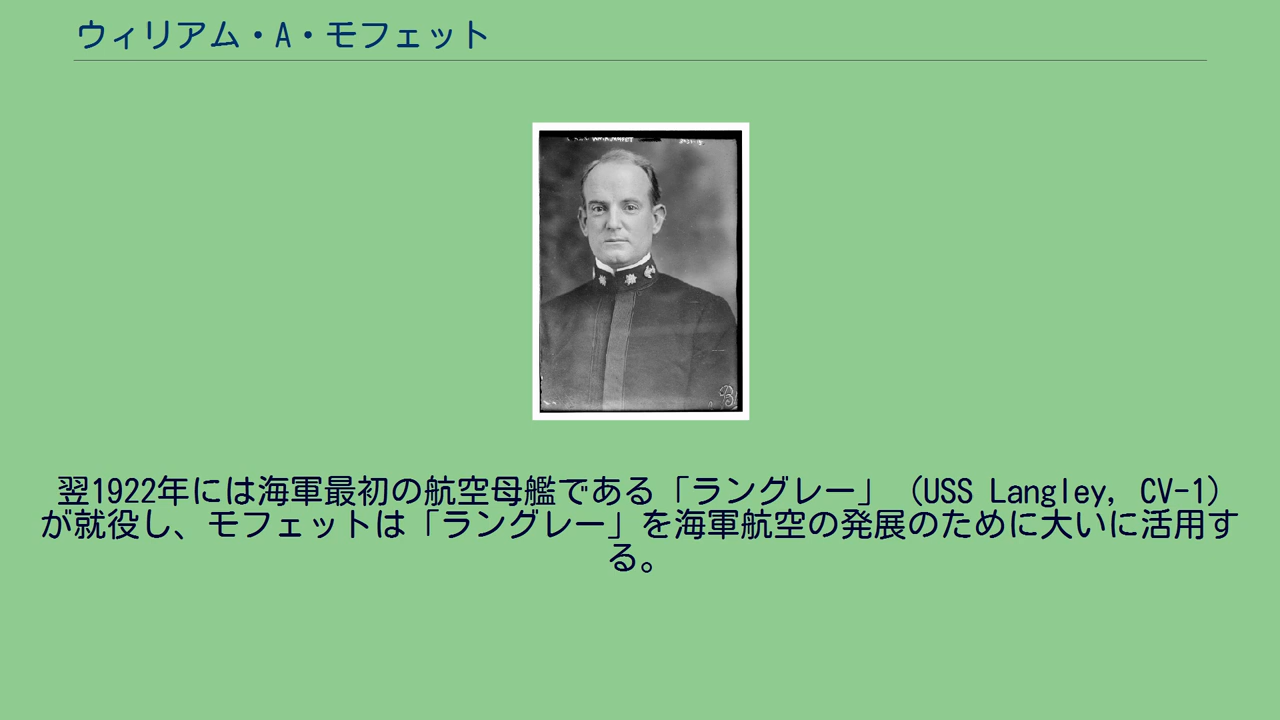 ウィリアム・A・モフェット
翌1922年には海軍最初の航空母艦である「ラングレー」（USS Langley, CV-1）
が就役し、モフェットは「ラングレー」を海軍航空の発展のために大いに活用す
る。